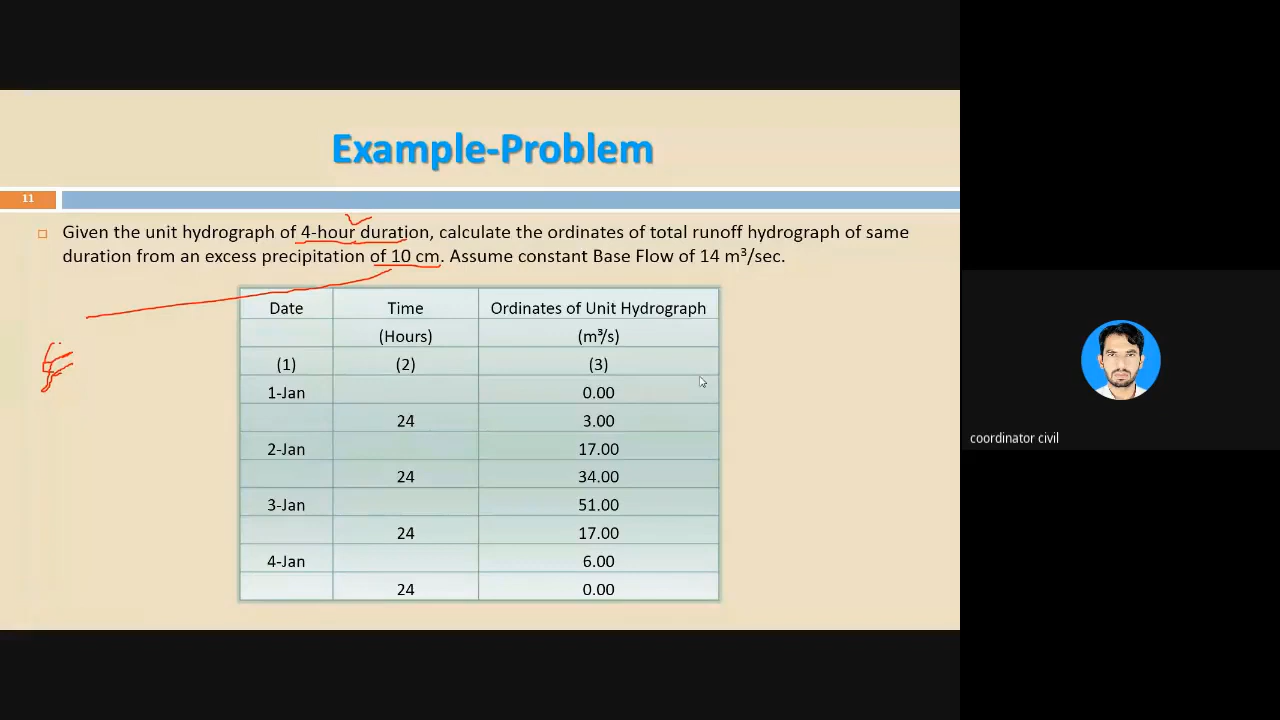 Example-Problem
11
Given the unit hydrograph of 4-hour duration, calculate the ordinates of total runoff hydrograph of same
duration from an excess precipitation of 10 cm. Assume constant Base Flow of 14 m³/sec.
Date Time Ordinates of Unit Hydrograph
(Hours) (m³/s)
(1) (2) (3)
1-Jan 0.00
24 3.00
2-Jan 17.00
24 34.00
3-Jan 51.00
24 17.00
4-Jan 6.00
24 0.00
coordinator civil